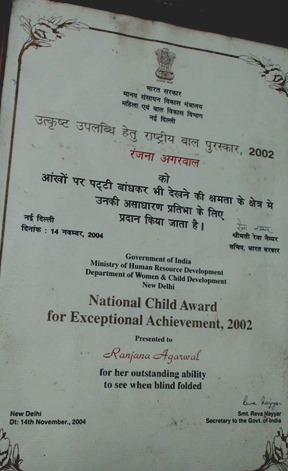 भारत सरकार
मानव संसाधन विकास मंत्रालय
महिला एवं बाल विकास विभाग
नई दिल्ली
उत्कृष्ट उपलब्धि हेतु राष्ट्रीय बाल पुरस्कार, 2002
रंजना अगरवाल
को
आंखों पर पट्टी बांधकर भी देखने की क्षमता के क्षेत्र मे
उनकी असाधारण प्रतिभा के लिए
प्रदान किया जाता है।
नई दिल्ली
दिनांक : 14 नवम्बर, 2004
रेवा नय्यर
श्रीमती रेवा नैय्यर
सचिव, भारत सरकार
Government of India
Ministry of Human Resource Development
Department of Women & Child Development
New Delhi
National Child Award
for Exceptional Achievement, 2002
Presented to
Ranjana Agarwal
for her outstanding ability
to see when blind folded
New Delhi
Dt: 14th November., 2004
Reva Nayyar
Smt. Reva Nayyar
Secretary to the Govt. of India